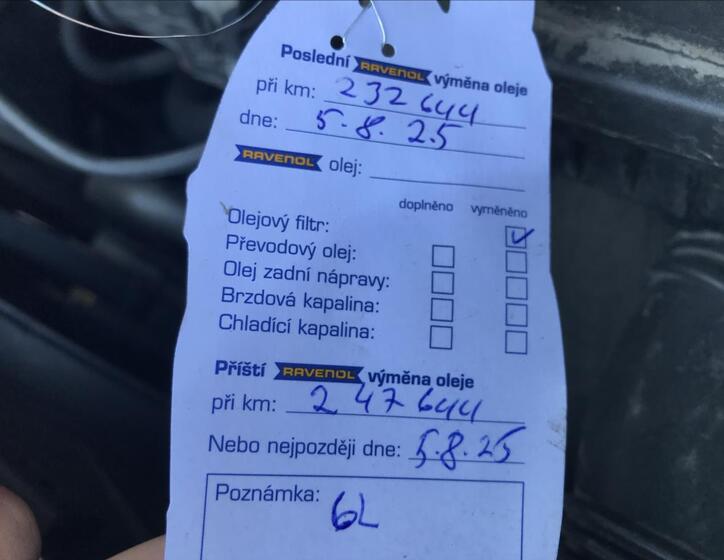 Poslední RAVENOL výměna oleje
při km: 232 644
dne: 5.8.25
RAVENOL olej:
doplněno vyměněno
Olejový filtr:
Převodový olej:
Olej zadní nápravy:
Brzdová kapalina:
Chladící kapalina:
Příští RAVENOL výměna oleje
při km: 247 644
Nebo nejpozději dne: 5.8.25
Poznámka: 6L